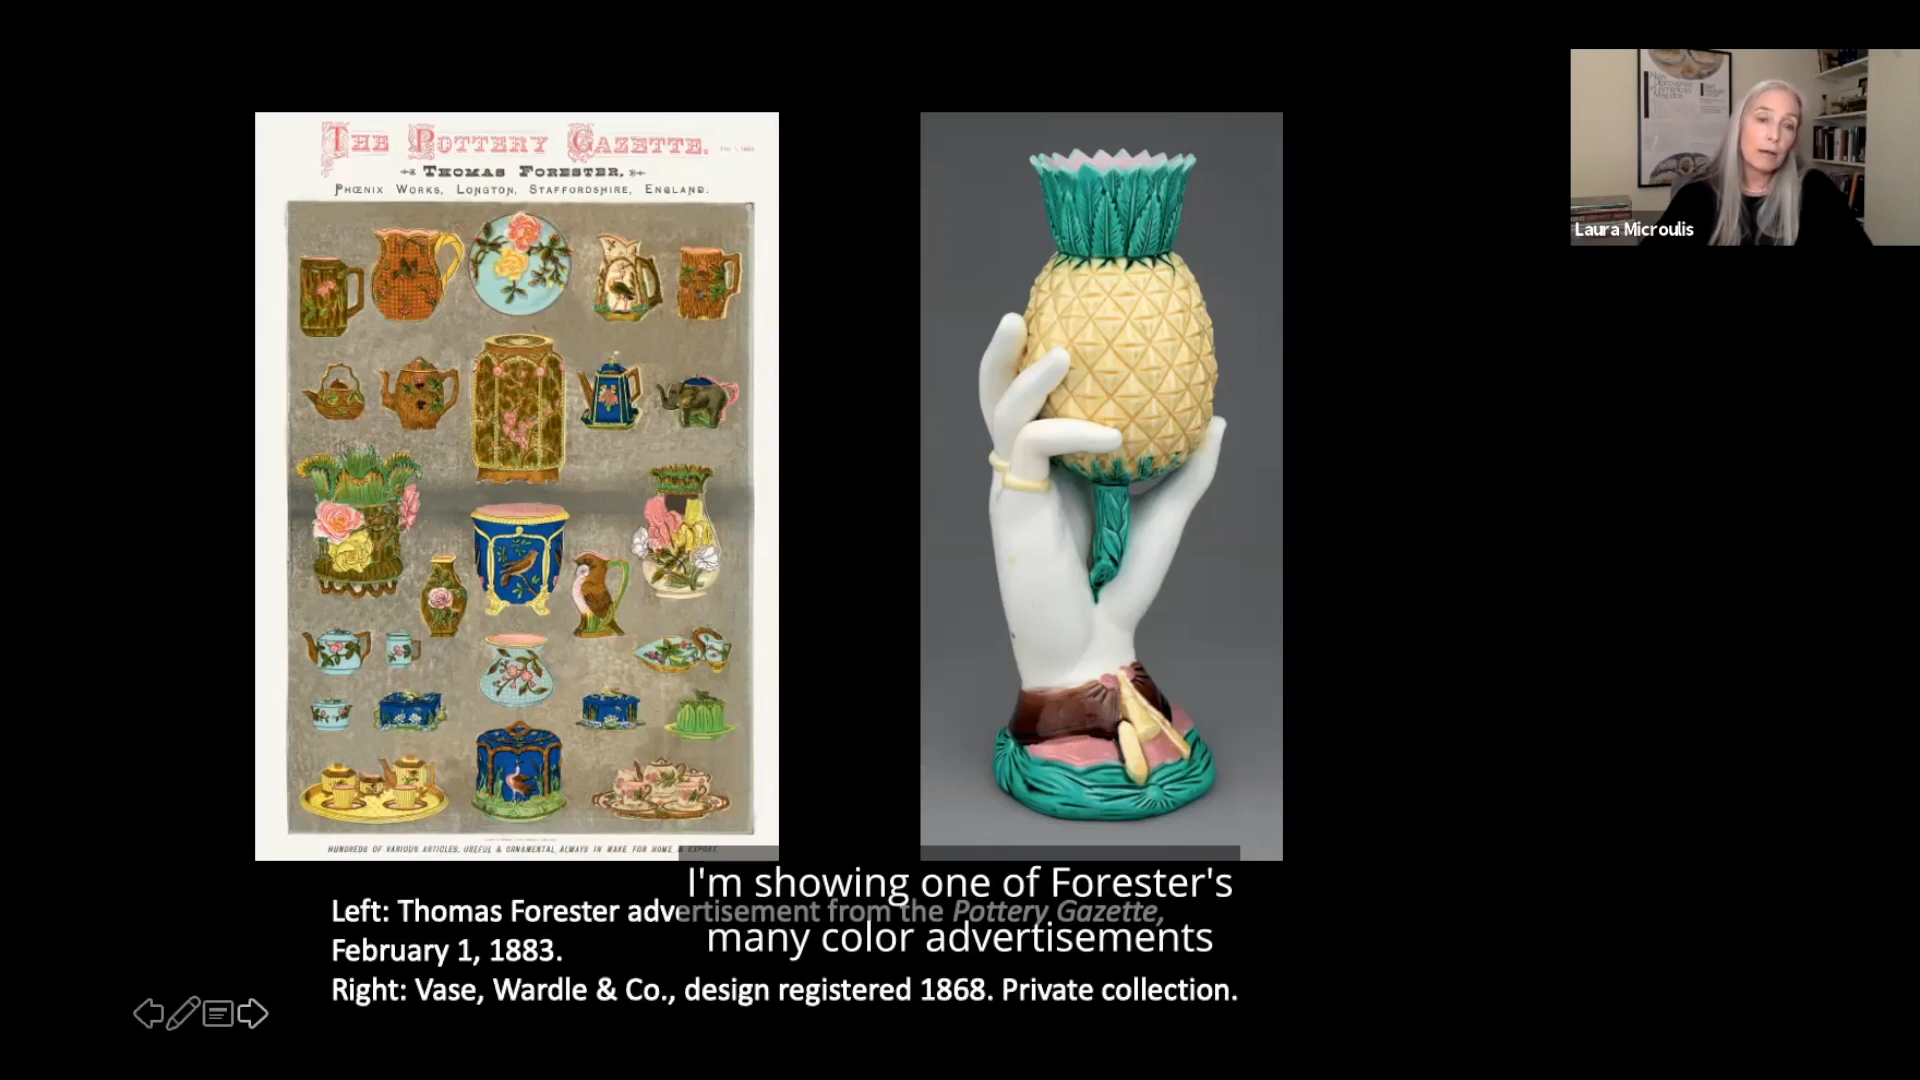 THE POTTERY GAZETTE.
THOMAS FORESTER,
PHŒNIX WORKS, LONGTON, STAFFORDSHIRE, ENGLAND.
HUNDREDS OF VARIOUS ARTICLES, USEFUL & ORNAMENTAL, ALWAYS IN MAKE FOR HOME & EXPORT.
Laura Microulis
I'm showing one of Forester's
many color advertisements
Left: Thomas Forester advertisement from the Pottery Gazette,
February 1, 1883.
Right: Vase, Wardle & Co., design registered 1868. Private collection.